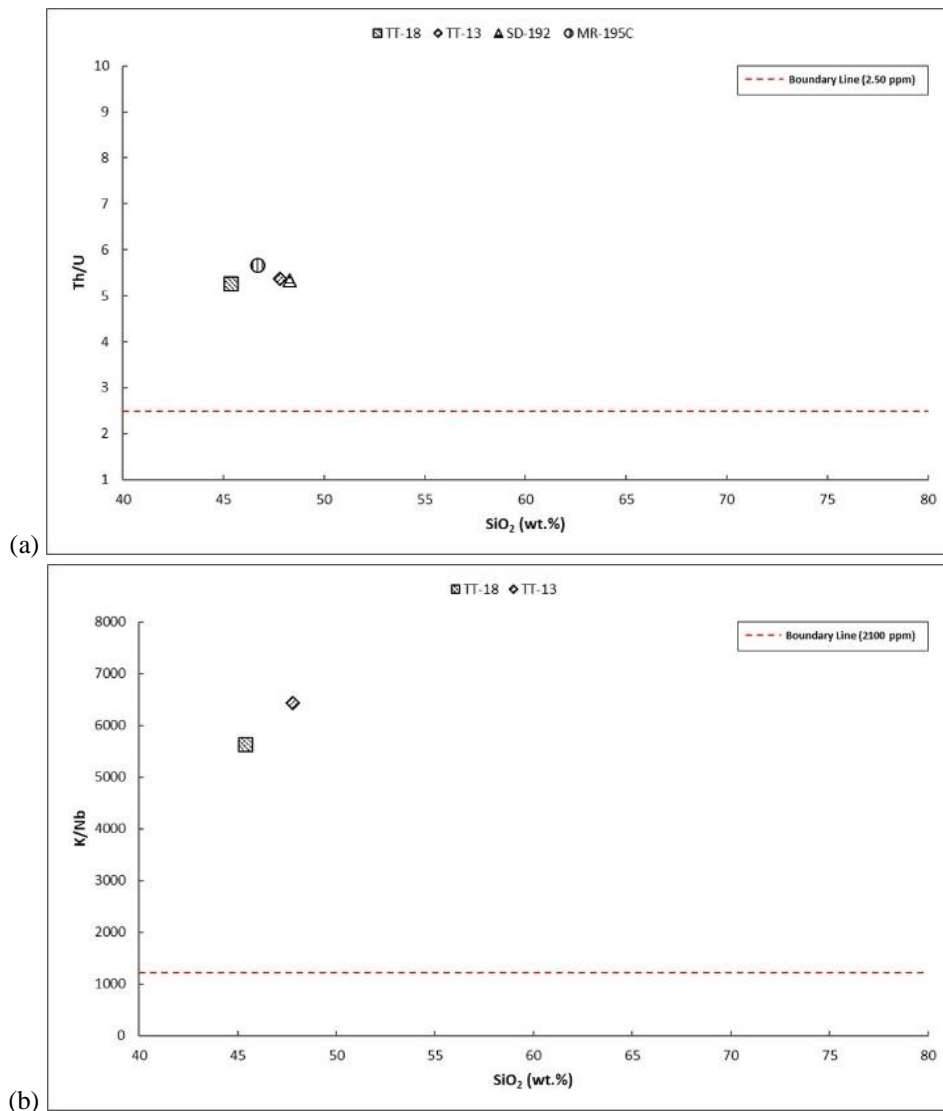 TT-18 TT-13 SD-192 MR-195C
Boundary Line (2.50 ppm)
10
9
8
7
6
5
4
3
2
1
Th/U
40 45 50 55 60 65 70 75 80
SiO₂ (wt.%)
(a)
TT-18 TT-13
Boundary Line (2100 ppm)
8000
7000
6000
5000
4000
3000
2000
1000
0
K/Nb
40 45 50 55 60 65 70 75 80
SiO₂ (wt.%)
(b)